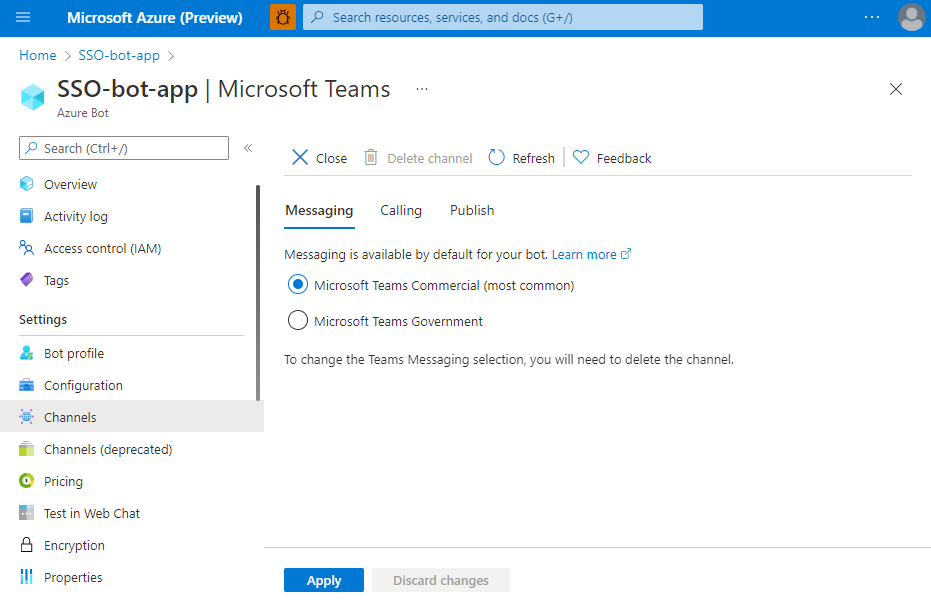 Microsoft Azure (Preview)
Search resources, services, and docs (G+/)
...
Home > SSO-bot-app >
SSO-bot-app | Microsoft Teams ...
Azure Bot
Search (Ctrl+/)
«
Overview
Activity log
Access control (IAM)
Tags
Settings
Bot profile
Configuration
Channels
Channels (deprecated)
Pricing
Test in Web Chat
Encryption
Properties
Close Delete channel Refresh Feedback
Messaging Calling Publish
Messaging is available by default for your bot. Learn more
Microsoft Teams Commercial (most common)
Microsoft Teams Government
To change the Teams Messaging selection, you will need to delete the channel.
Apply Discard changes